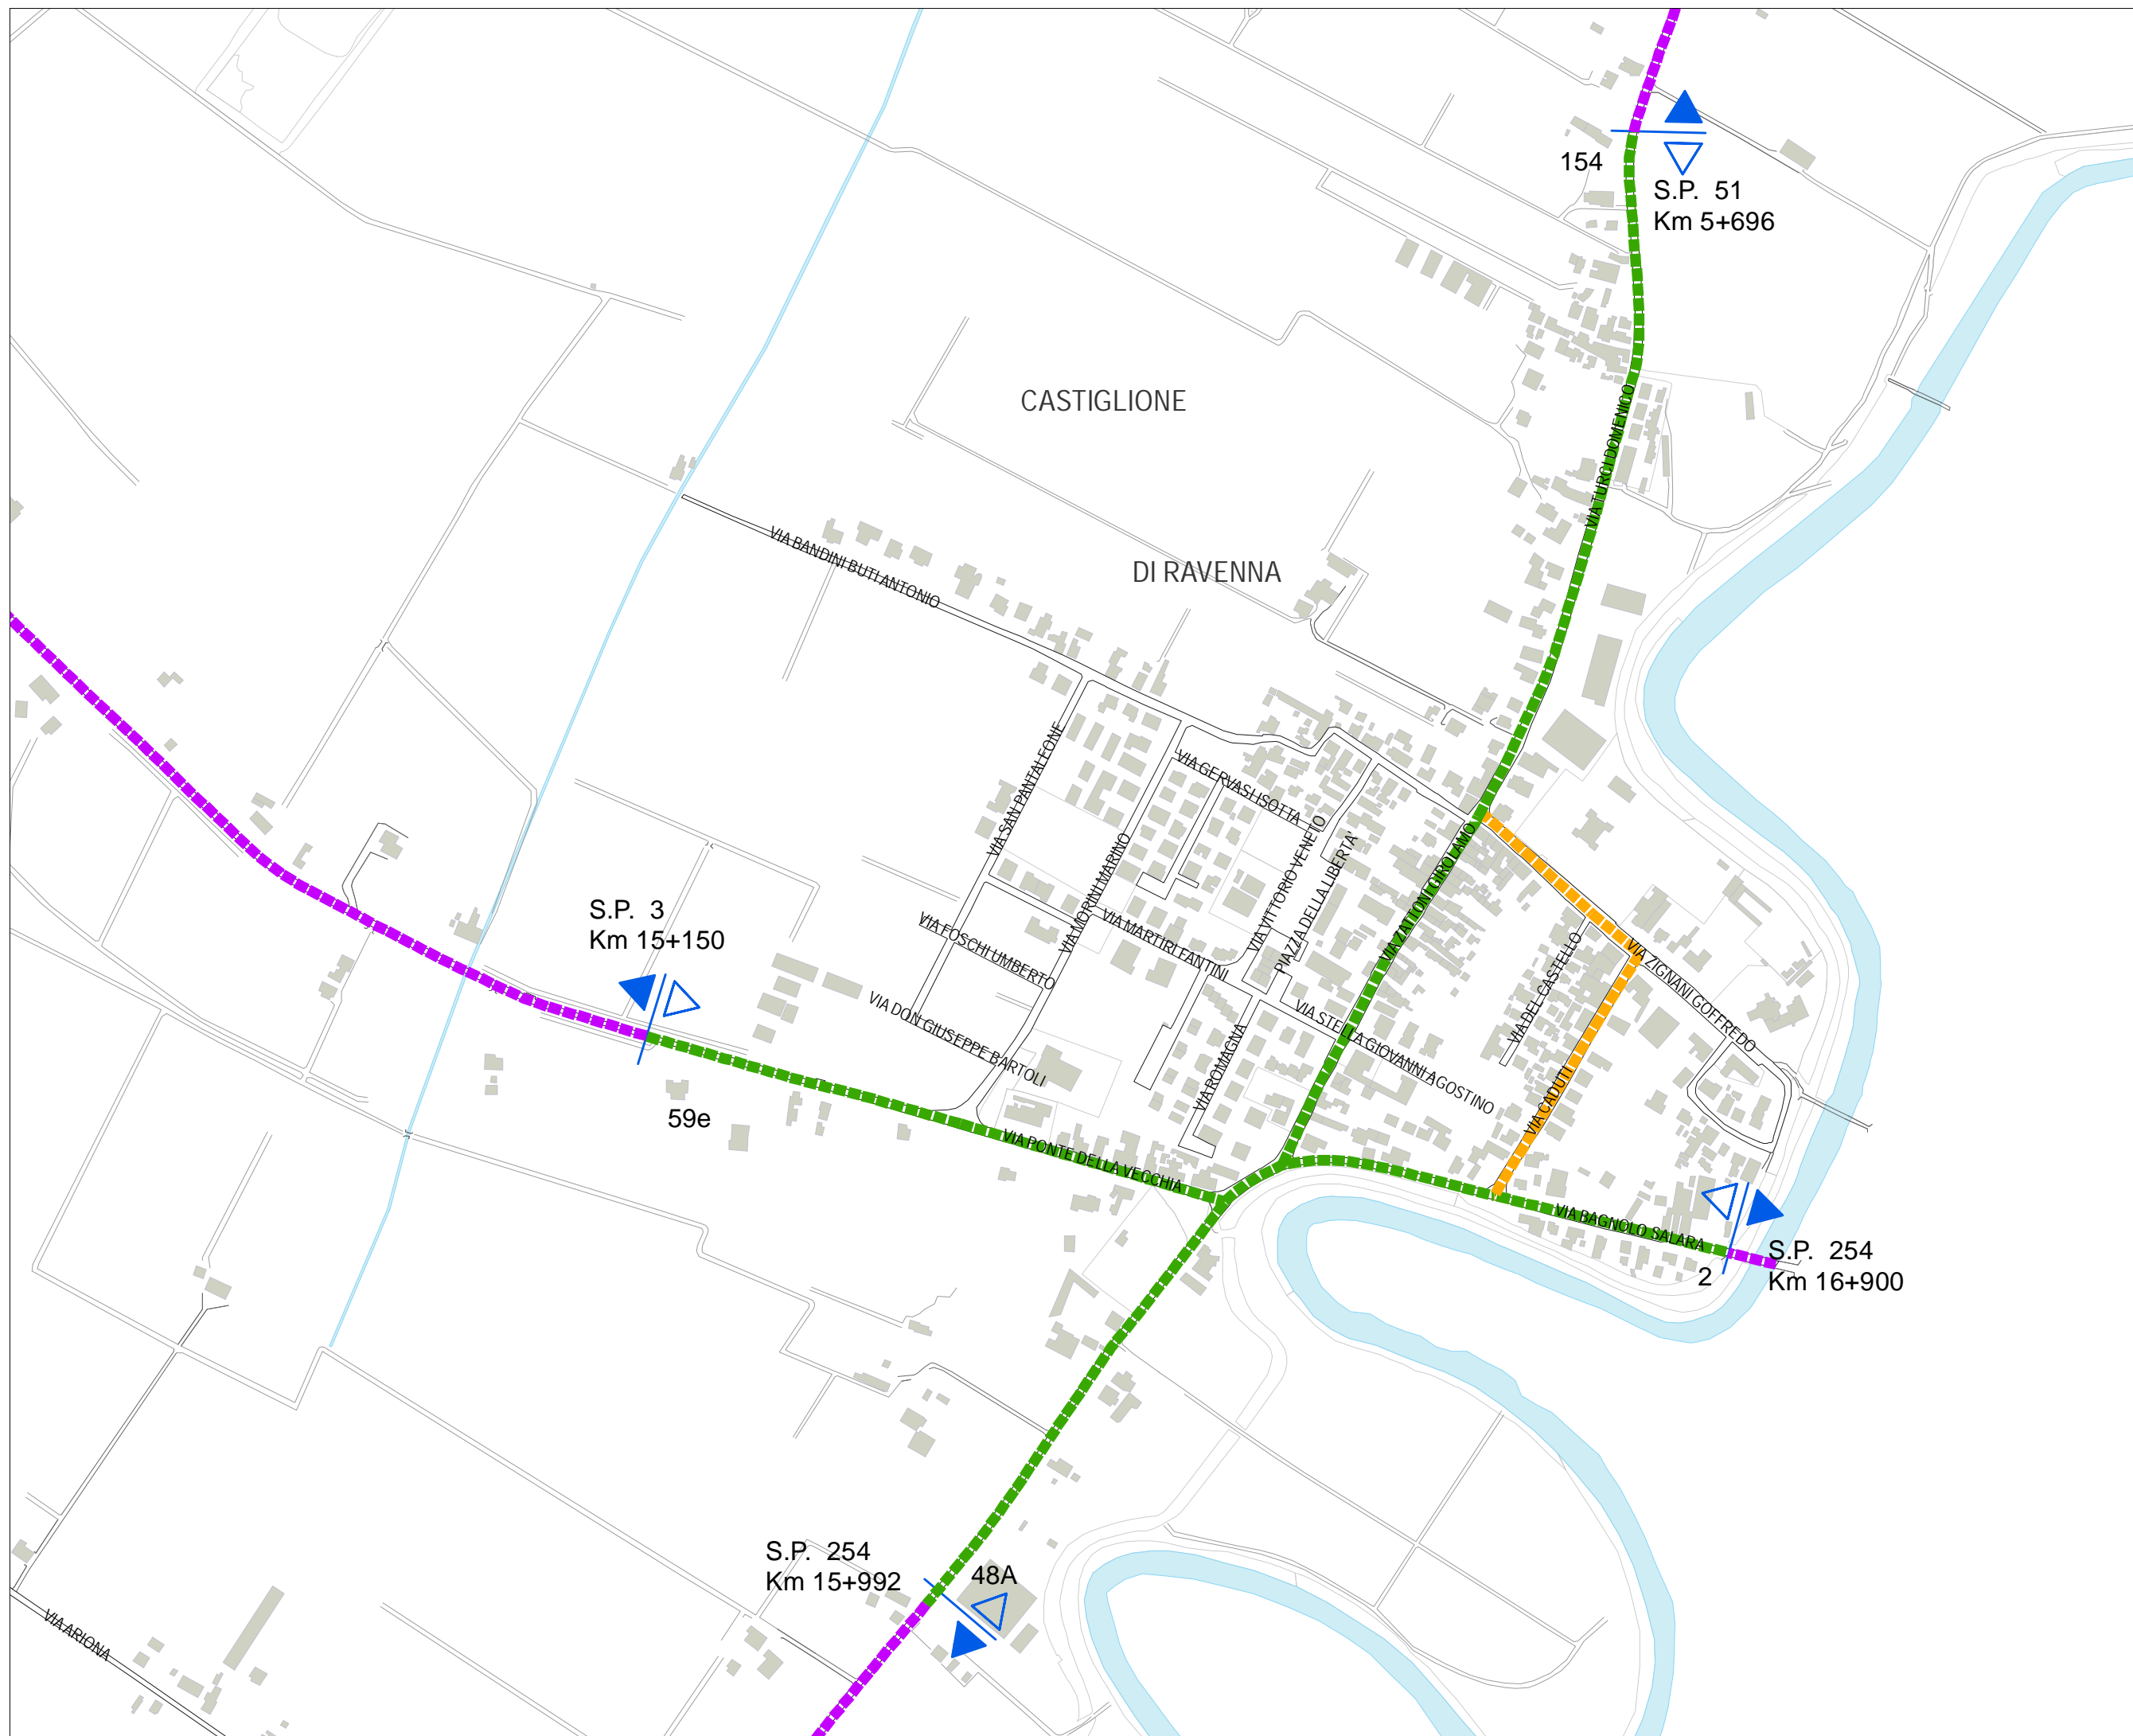 154
S.P. 51
Km 5+696
CASTIGLIONE
VIA TURCI DOMENICO
VIA BANDINI BUTI ANTONIO
DI RAVENNA
VIA SAN PANTALEONE
VIA GERVASI ISOTTA
VIA MORINI MARINO
VIA VITTORIO VENETO
PIAZZA DELLA LIBERTA'
VIA ZATTONI GIROLAMO
S.P. 3
Km 15+150
VIA FOSCHI UMBERTO
VIA MARTIRI FANTINI
VIA DEL CASTELLO
VIA ZIGNANI GOFFREDO
VIA DON GIUSEPPE BARTOLI
VIA ROMAGNA
VIA STELLA GIOVANNI AGOSTINO
VIA CADUTI
59e
VIA PONTE DELLA VECCHIA
VIA BAGNOLO SALARA
S.P. 254
Km 16+900
2
S.P. 254
Km 15+992
48A
VIA ARIONA